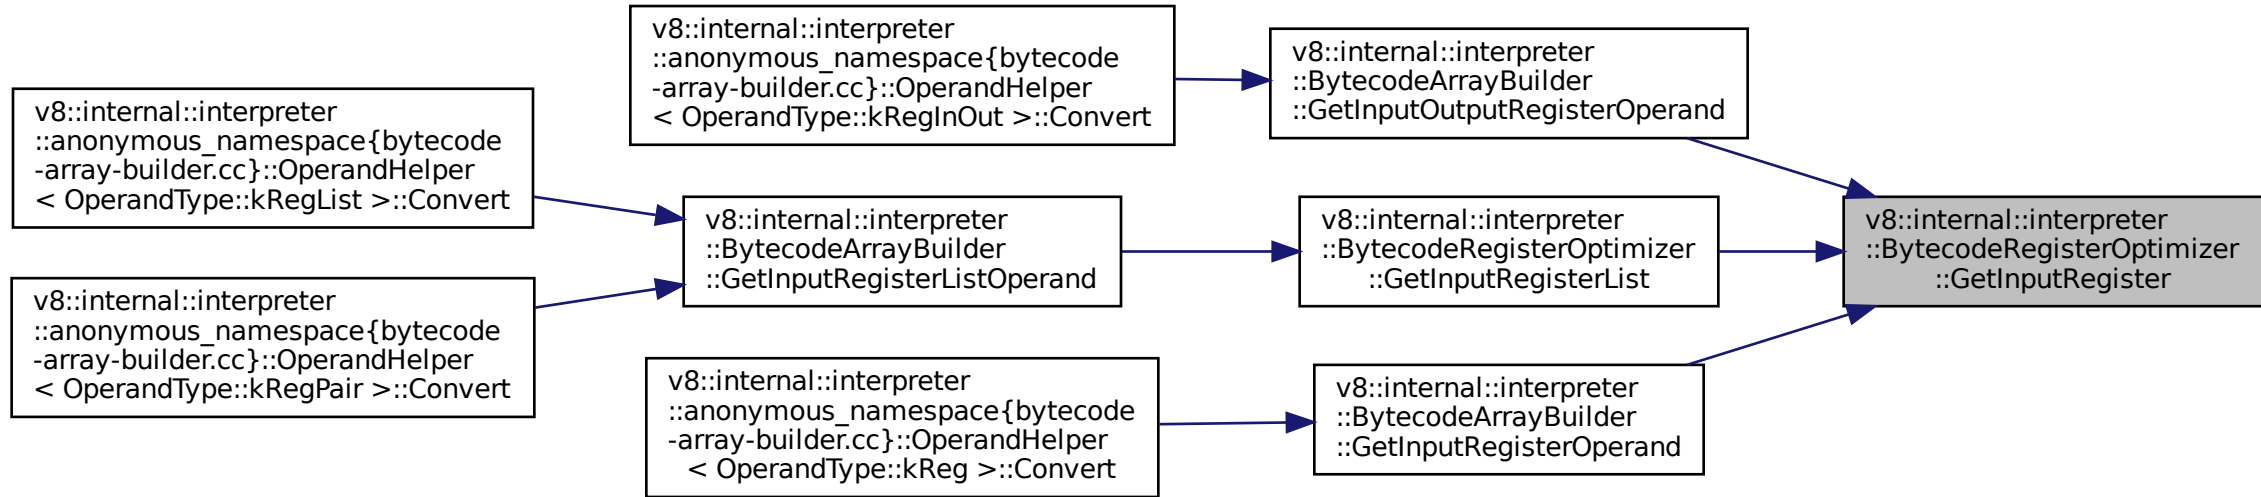 v8::internal::interpreter
::anonymous_namespace{bytecode
-array-builder.cc}::OperandHelper
< OperandType::kRegInOut >::Convert
v8::internal::interpreter
::BytecodeArrayBuilder
::GetInputOutputRegisterOperand
v8::internal::interpreter
::anonymous_namespace{bytecode
-array-builder.cc}::OperandHelper
< OperandType::kRegList >::Convert
v8::internal::interpreter
::BytecodeArrayBuilder
::GetInputRegisterListOperand
v8::internal::interpreter
::BytecodeRegisterOptimizer
::GetInputRegisterList
v8::internal::interpreter
::BytecodeRegisterOptimizer
::GetInputRegister
v8::internal::interpreter
::anonymous_namespace{bytecode
-array-builder.cc}::OperandHelper
< OperandType::kRegPair >::Convert
v8::internal::interpreter
::anonymous_namespace{bytecode
-array-builder.cc}::OperandHelper
< OperandType::kReg >::Convert
v8::internal::interpreter
::BytecodeArrayBuilder
::GetInputRegisterOperand